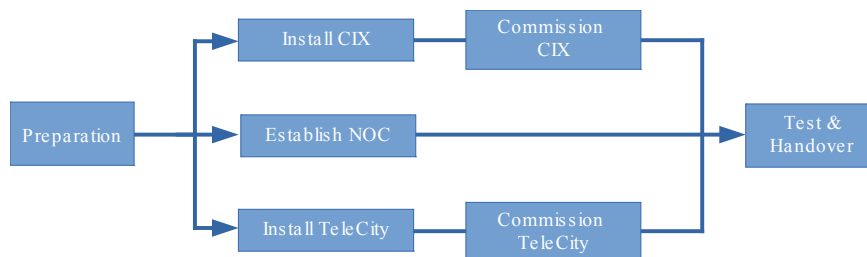 Install CIX
Commission
CIX
Preparation
Establish NOC
Test &
Handover
Install TeleCity
Commission
TeleCity